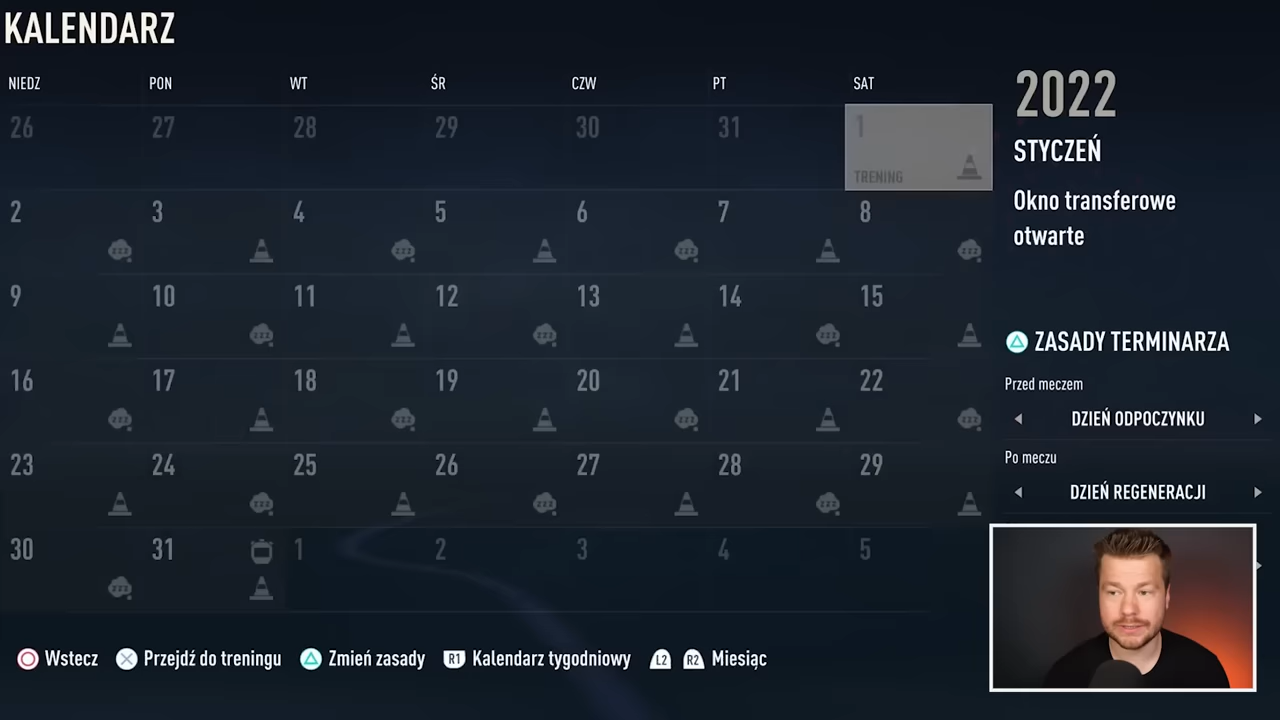 KALENDARZ
NIEDZ PON WT ŚR CZW PT SAT
26 27 28 29 30 31 1
TRENING
2 3 4 5 6 7 8
9 10 11 12 13 14 15
16 17 18 19 20 21 22
23 24 25 26 27 28 29
30 31 1 2 3 4 5
2022
STYCZEŃ
Okno transferowe
otwarte
ZASADY TERMINARZA
Przed meczem
DZIEŃ ODPOCZYNKU
Po meczu
DZIEŃ REGENERACJI
Wstecz Przejdź do treningu Zmień zasady R1 Kalendarz tygodniowy L2 R2 Miesiąc